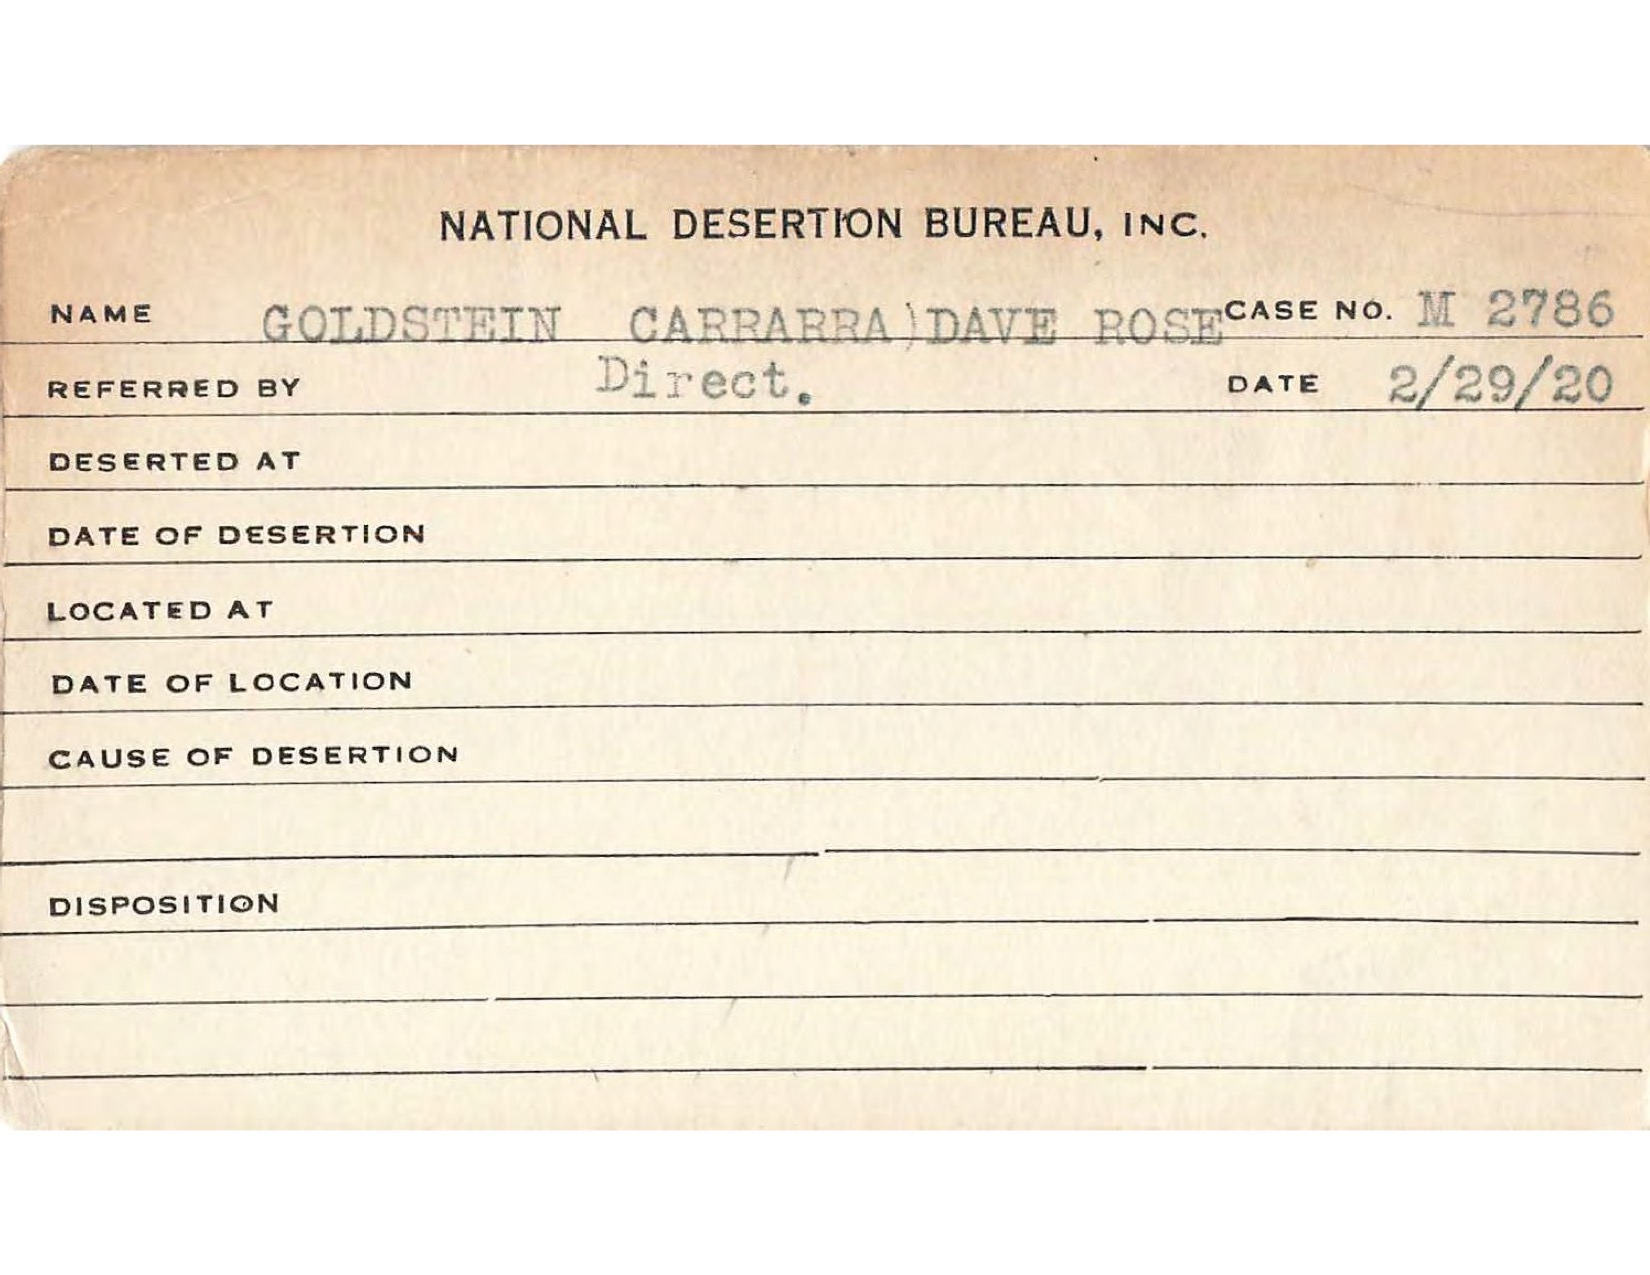 NATIONAL DESERTION BUREAU, INC.
NAME GOLDSTEIN CARRARRA) DAVE ROSE CASE NO. M 2786
REFERRED BY Direct. DATE 2/29/20
DESERTED AT
DATE OF DESERTION
LOCATED AT
DATE OF LOCATION
CAUSE OF DESERTION
DISPOSITION